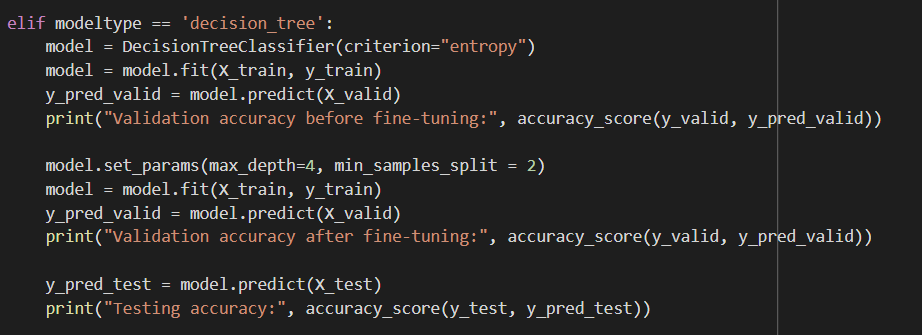 elif modeltype == 'decision_tree':
    model = DecisionTreeClassifier(criterion="entropy")
    model = model.fit(X_train, y_train)
    y_pred_valid = model.predict(X_valid)
    print("Validation accuracy before fine-tuning:", accuracy_score(y_valid, y_pred_valid))

    model.set_params(max_depth=4, min_samples_split = 2)
    model = model.fit(X_train, y_train)
    y_pred_valid = model.predict(X_valid)
    print("Validation accuracy after fine-tuning:", accuracy_score(y_valid, y_pred_valid))

    y_pred_test = model.predict(X_test)
    print("Testing accuracy:", accuracy_score(y_test, y_pred_test))